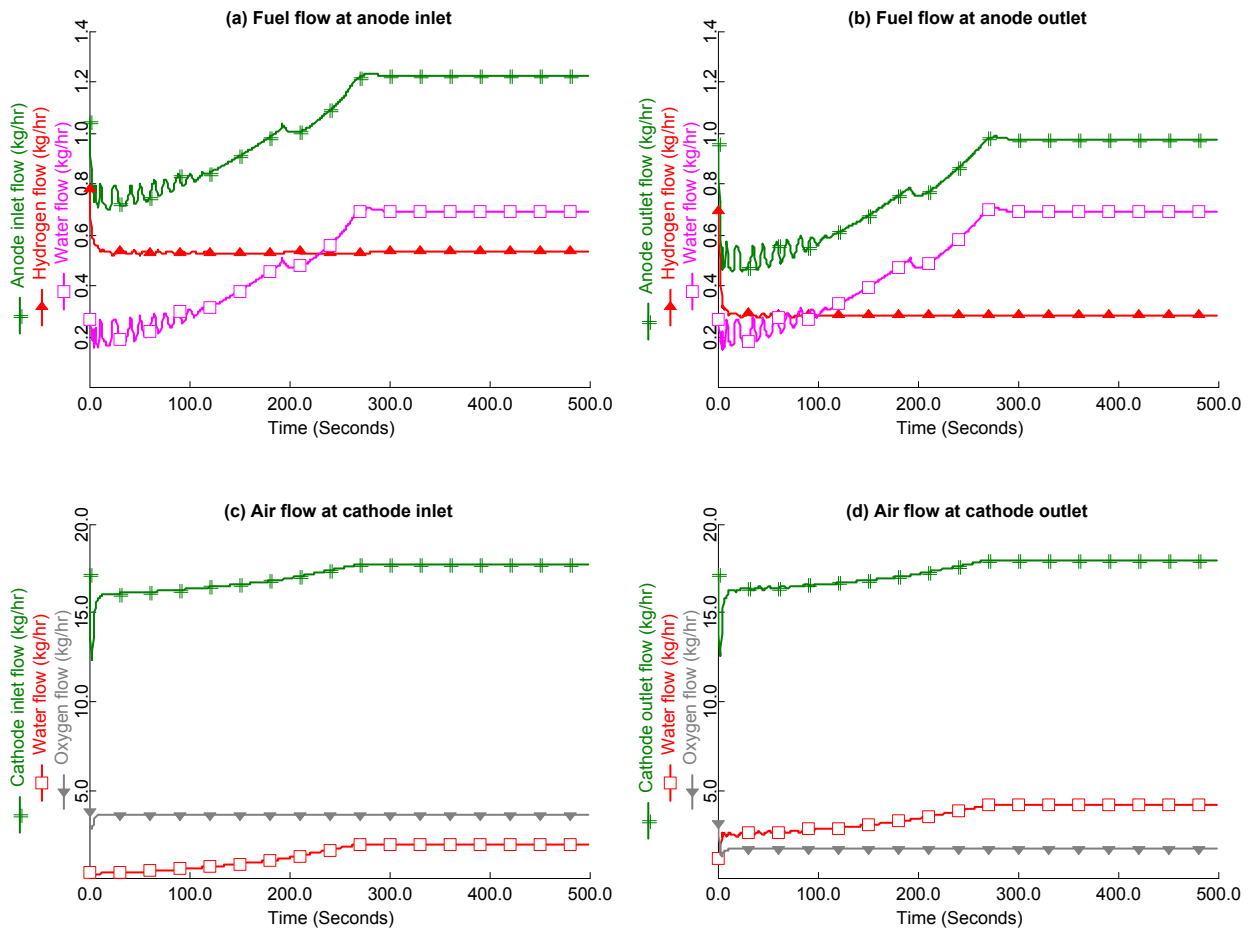 (a) Fuel flow at anode inlet
Anode inlet flow (kg/hr)
Hydrogen flow (kg/hr)
Water flow (kg/hr)
1.4
1.2
1.0
0.8
0.6
0.4
0.2
0.0 100.0 200.0 300.0 400.0 500.0
Time (Seconds)
(b) Fuel flow at anode outlet
Anode outlet flow (kg/hr)
Hydrogen flow (kg/hr)
Water flow (kg/hr)
1.4
1.2
1.0
0.8
0.6
0.4
0.2
0.0 100.0 200.0 300.0 400.0 500.0
Time (Seconds)
(c) Air flow at cathode inlet
Cathode inlet flow (kg/hr)
Water flow (kg/hr)
Oxygen flow (kg/hr)
20.0
15.0
10.0
5.0
0.0 100.0 200.0 300.0 400.0 500.0
Time (Seconds)
(d) Air flow at cathode outlet
Cathode outlet flow (kg/hr)
Water flow (kg/hr)
Oxygen flow (kg/hr)
20.0
15.0
10.0
5.0
0.0 100.0 200.0 300.0 400.0 500.0
Time (Seconds)